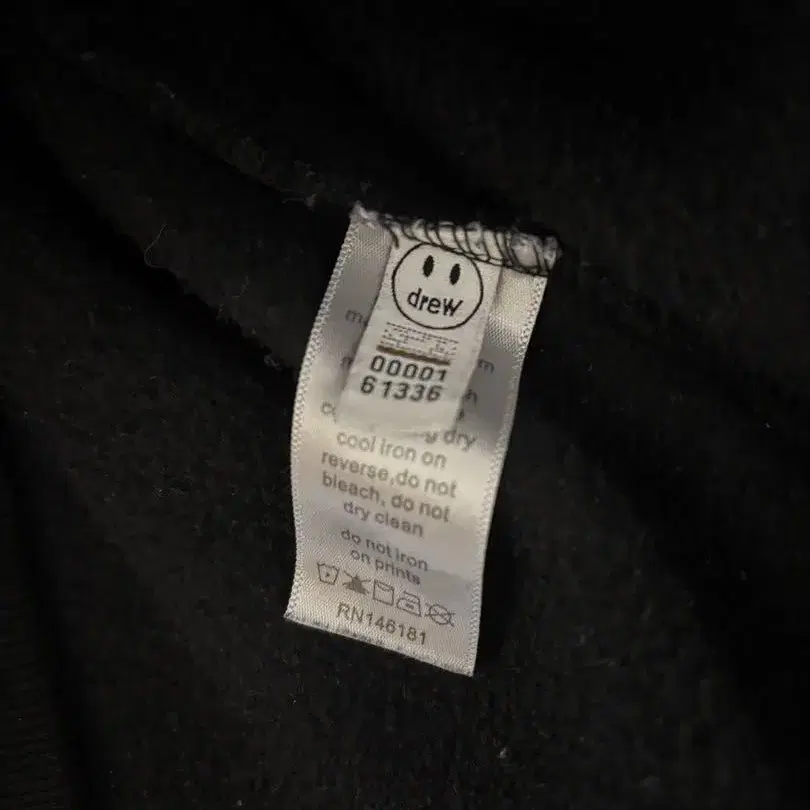 drew
00001
61336
dry
cool iron on
reverse,do not
bleach, do not
dry clean
do not iron
on prints
RN146181